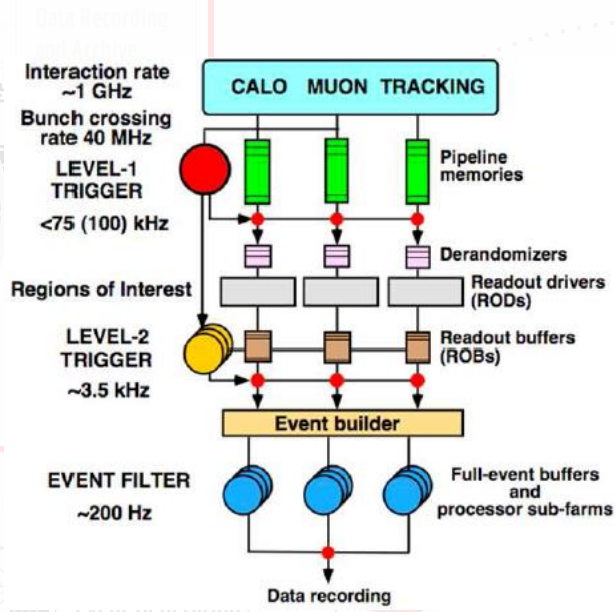 Data Recording
Interaction rate
~1 GHz
CALO MUON TRACKING
Bunch crossing
rate 40 MHz
LEVEL-1
TRIGGER
Pipeline
memories
<75 (100) kHz
Derandomizers
Regions of Interest
Readout drivers
(RODs)
LEVEL-2
TRIGGER
Readout buffers
(ROBs)
~3.5 kHz
Event builder
EVENT FILTER
~200 Hz
Full-event buffers
and
processor sub-farms
Data recording